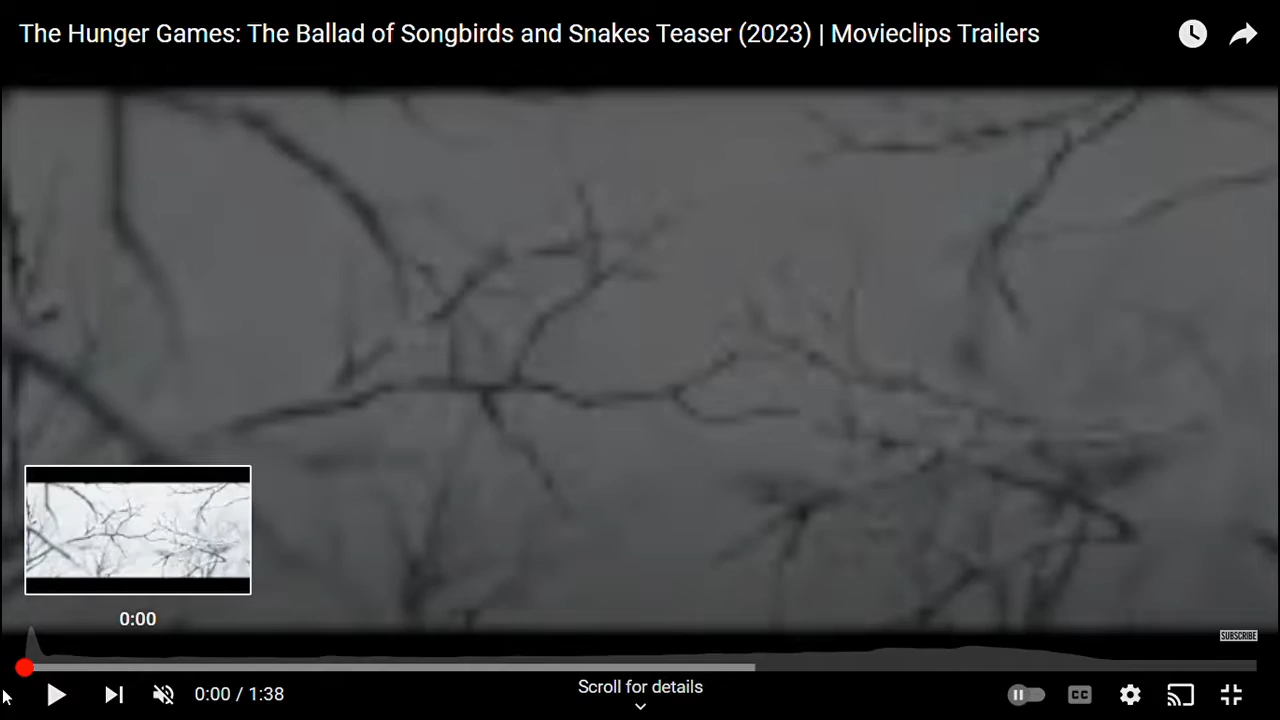 The Hunger Games: The Ballad of Songbirds and Snakes Teaser (2023) | Movieclips Trailers
0:00
SUBSCRIBE
0:00 / 1:38
Scroll for details
CC